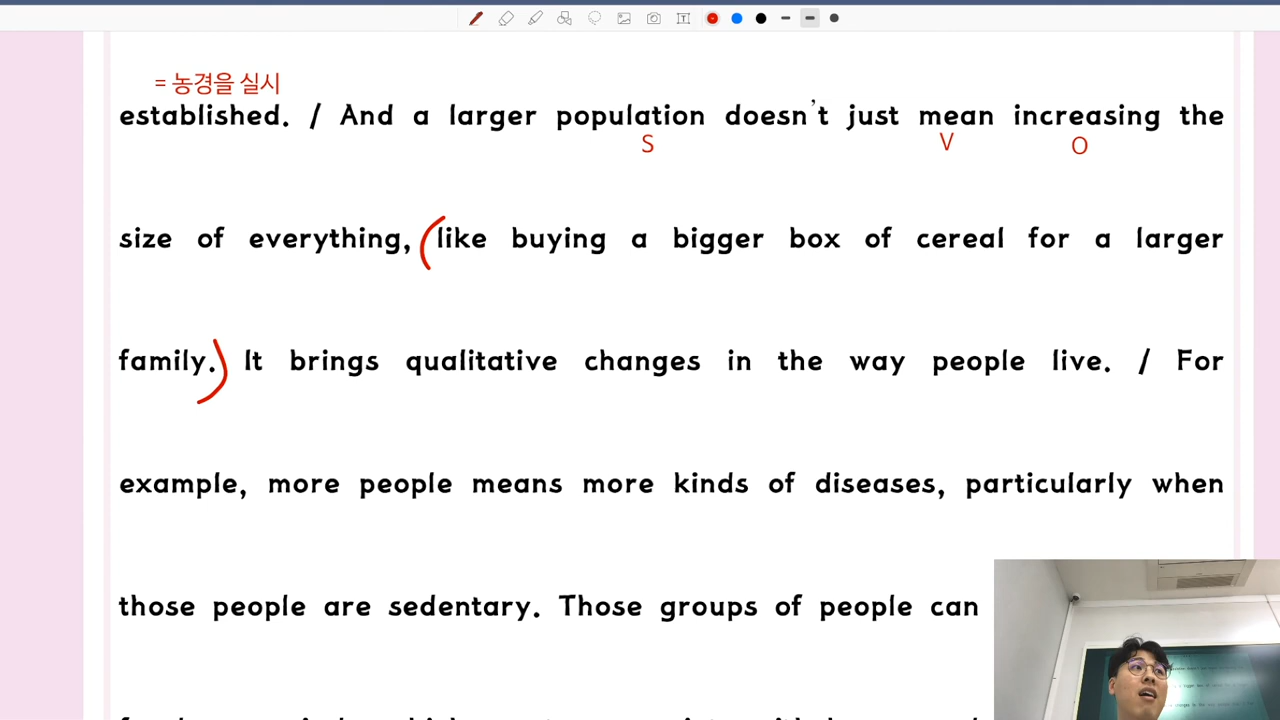 = 농경을 실시
established. / And a larger population doesn't just mean increasing the
S V O
size of everything, (like buying a bigger box of cereal for a larger
family.) It brings qualitative changes in the way people live. / For
example, more people means more kinds of diseases, particularly when
those people are sedentary. Those groups of people can